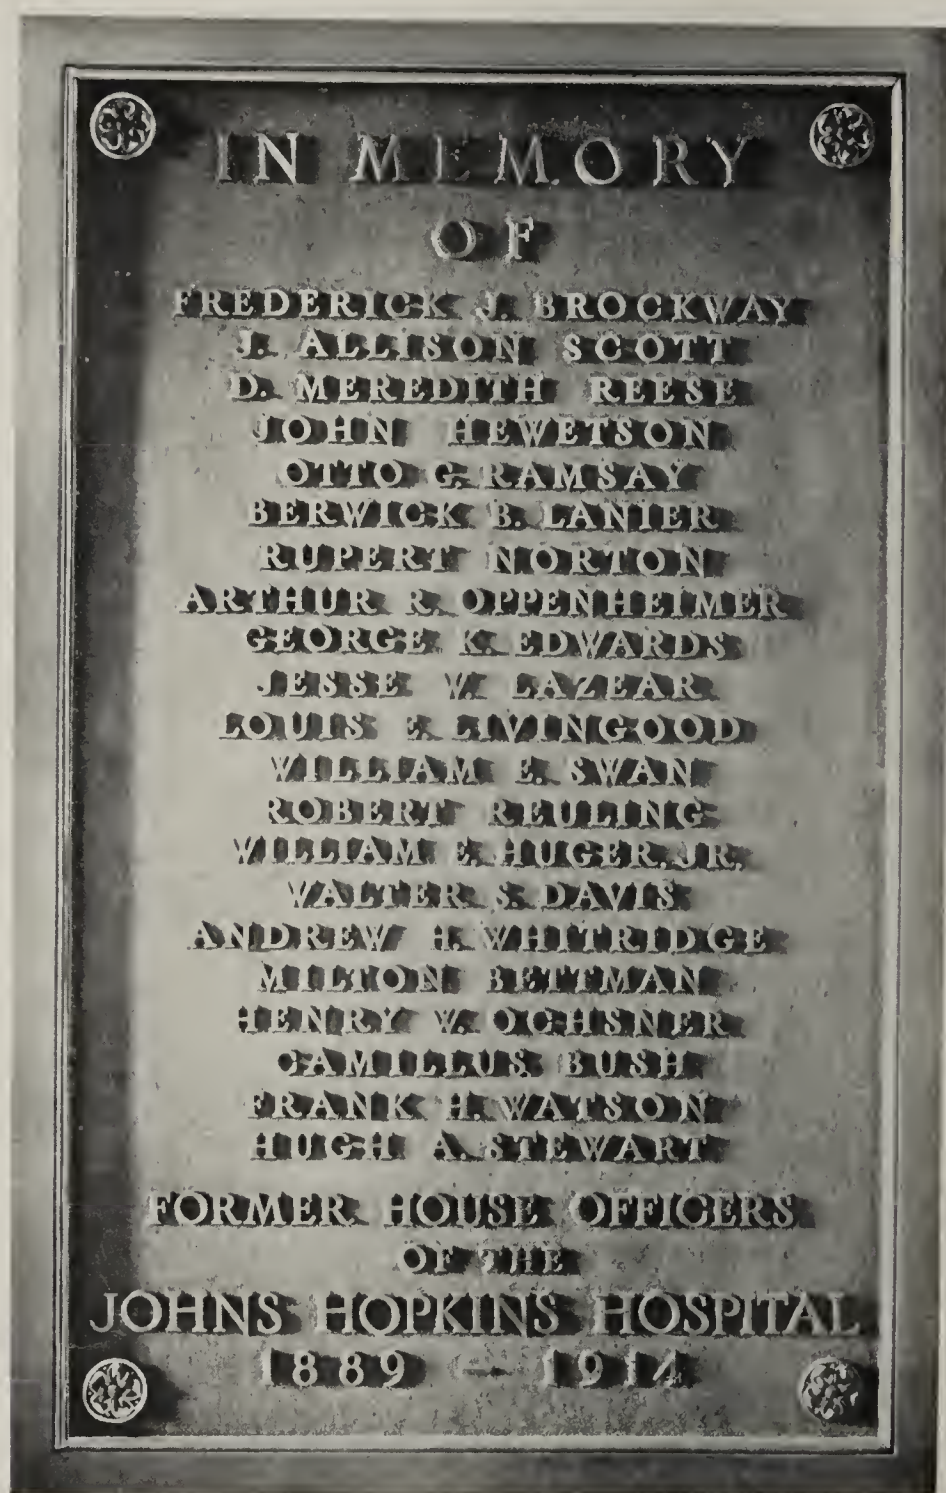 IN MEMORY
OF
FREDERICK J. BROCKWAY
J. ALLISON SCOTT
D. MEREDITH REESE
JOHN HEWETSON
OTTO G. RAMSAY
BERWICK B. LANIER
RUPERT NORTON
ARTHUR R. OPPENHEIMER
GEORGE K. EDWARDS
JESSE W. LAZEAR
LOUIS E. LIVINGOOD
WILLIAM E. SWAN
ROBERT REULING
WILLIAM E. HUGER, JR.
WALTER S. DAVIS
ANDREW H. WHITRIDGE
MILTON BETTMAN
HENRY W. OCHSNER
CAMILLUS BUSH
FRANK H. WATSON
HUGH A. STEWART
FORMER HOUSE OFFICERS
OF THE
JOHNS HOPKINS HOSPITAL
1889 — 1914